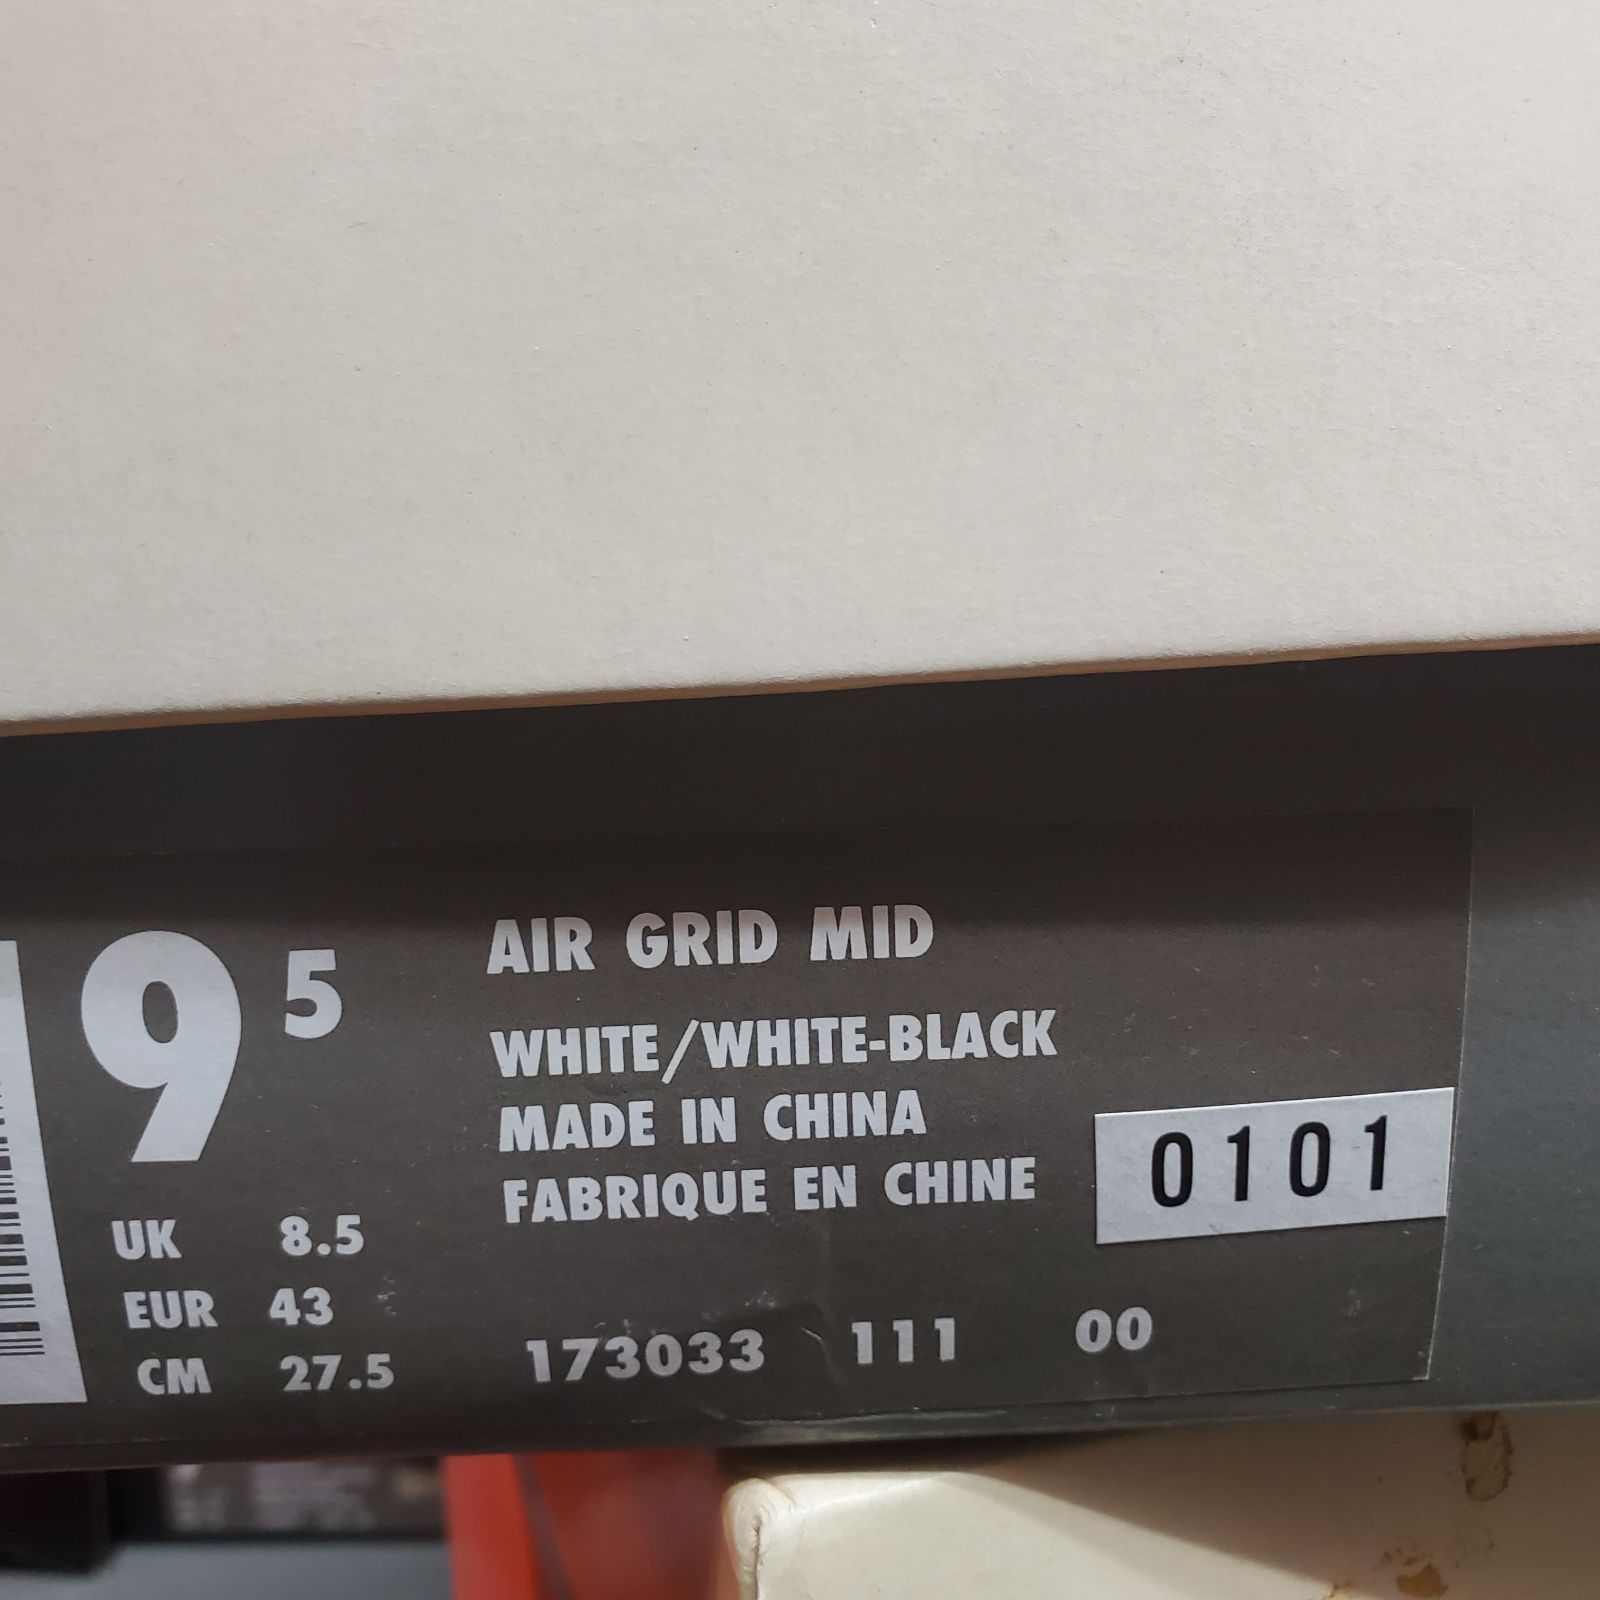 9 5
AIR GRID MID
WHITE/WHITE-BLACK
MADE IN CHINA
FABRIQUE EN CHINE
0101
UK 8.5
EUR 43
CM 27.5
173033 111 00